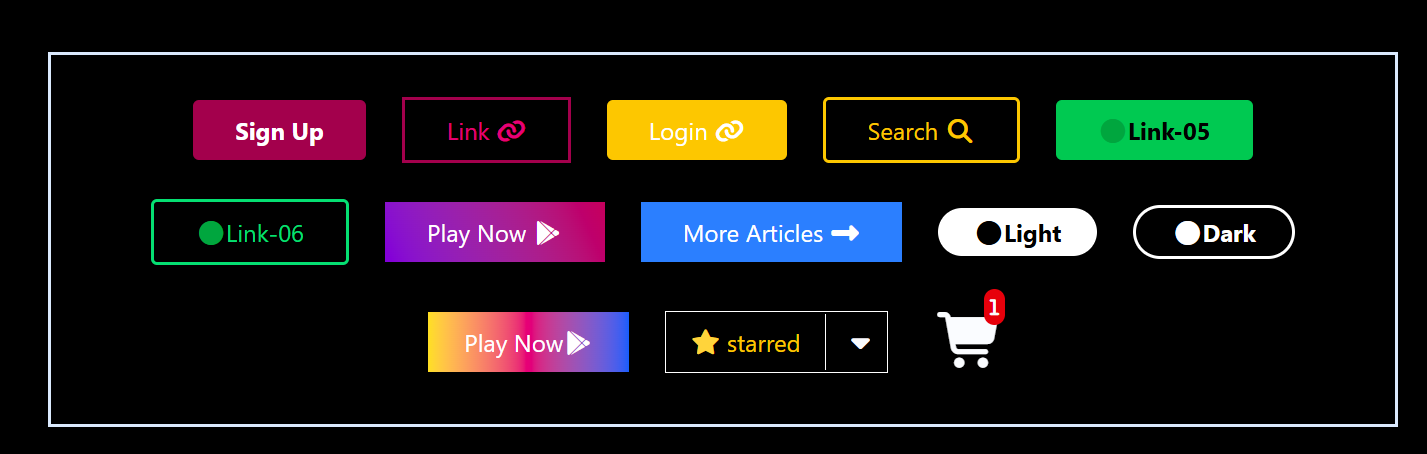 Sign Up Link Login Search Link-05
Link-06 Play Now More Articles Light Dark
Play Now starred 1